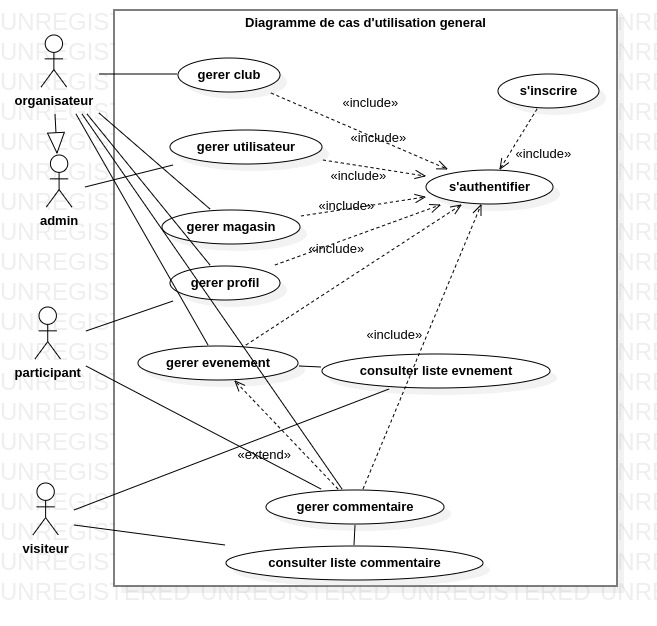 Diagramme de cas d'utilisation general
gerer club
s'inscrire
«include»
organisateur
«include»
gerer utilisateur
«include»
«include»
s'authentifier
admin
«include»
gerer magasin
«include»
gerer profil
«include»
gerer evenement
consulter liste evnement
participant
«extend»
gerer commentaire
visiteur
consulter liste commentaire
UNREGISTERED UNREGISTERED UNREGISTERED